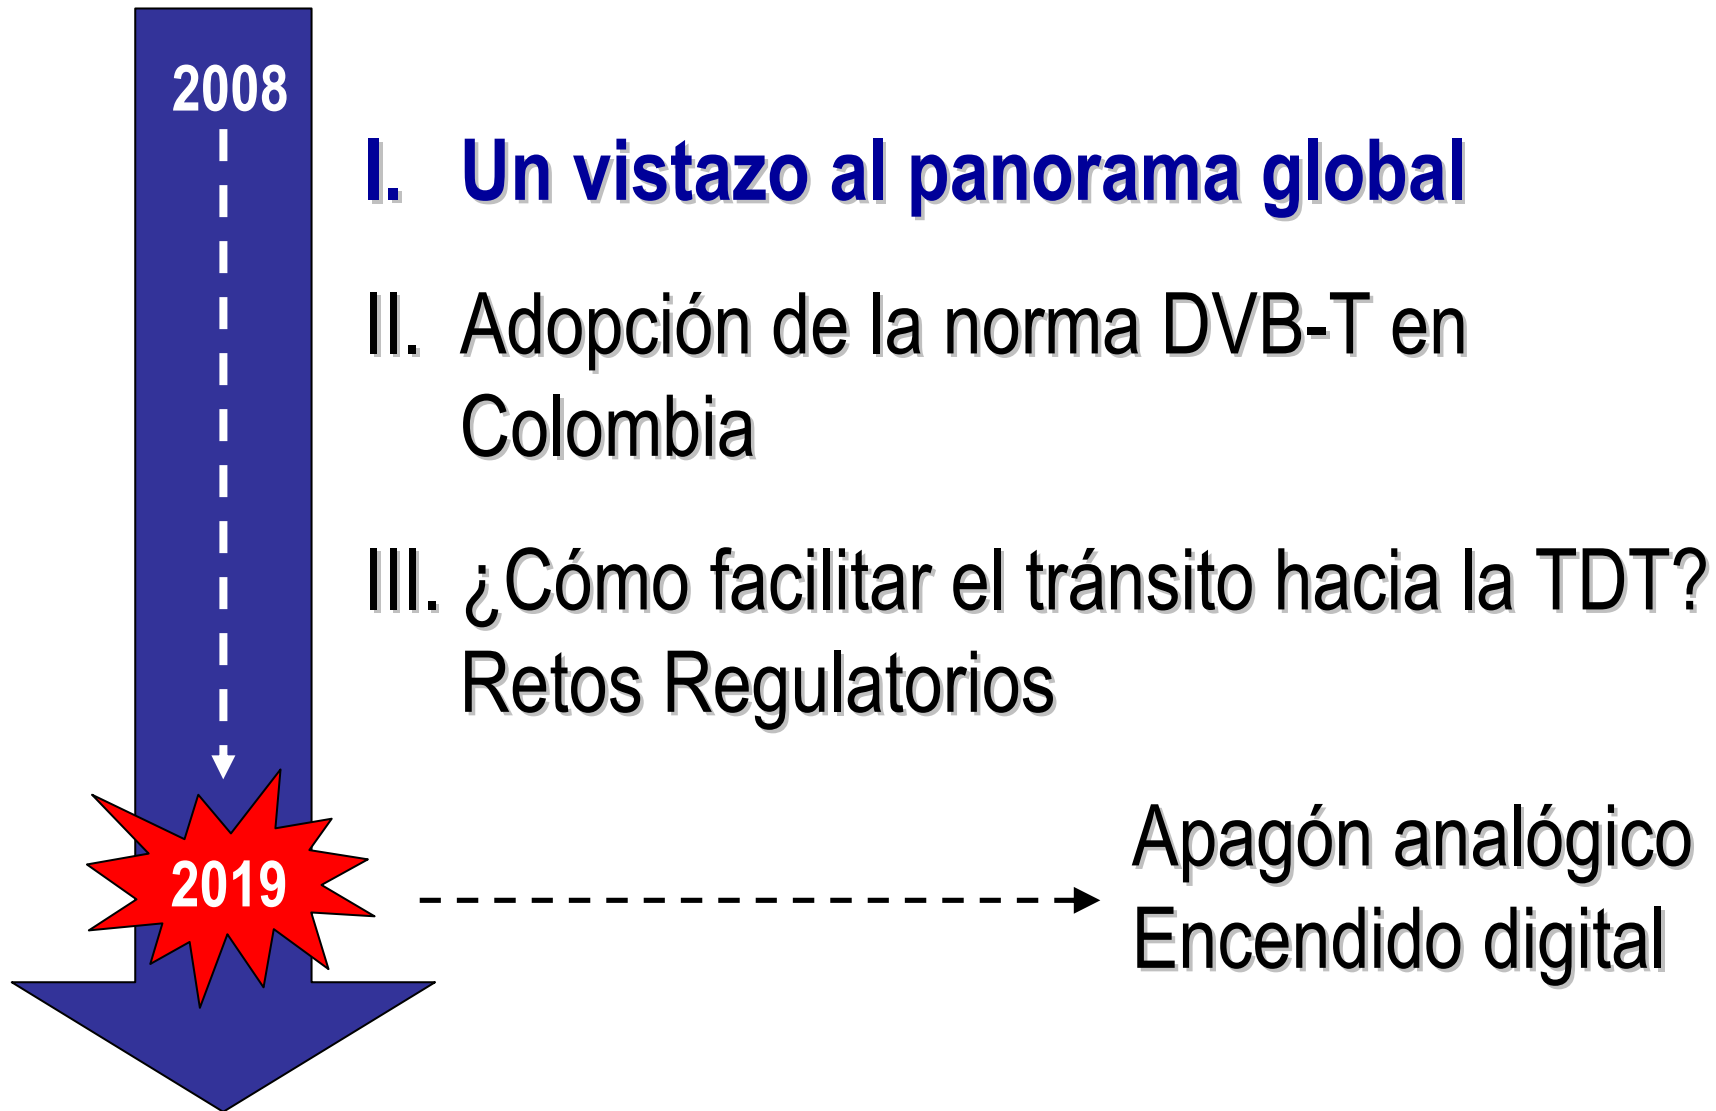 2008
I. Un vistazo al panorama global
II. Adopción de la norma DVB-T en
Colombia
III. ¿Cómo facilitar el tránsito hacia la TDT?
Retos Regulatorios
2019
Apagón analógico
Encendido digital